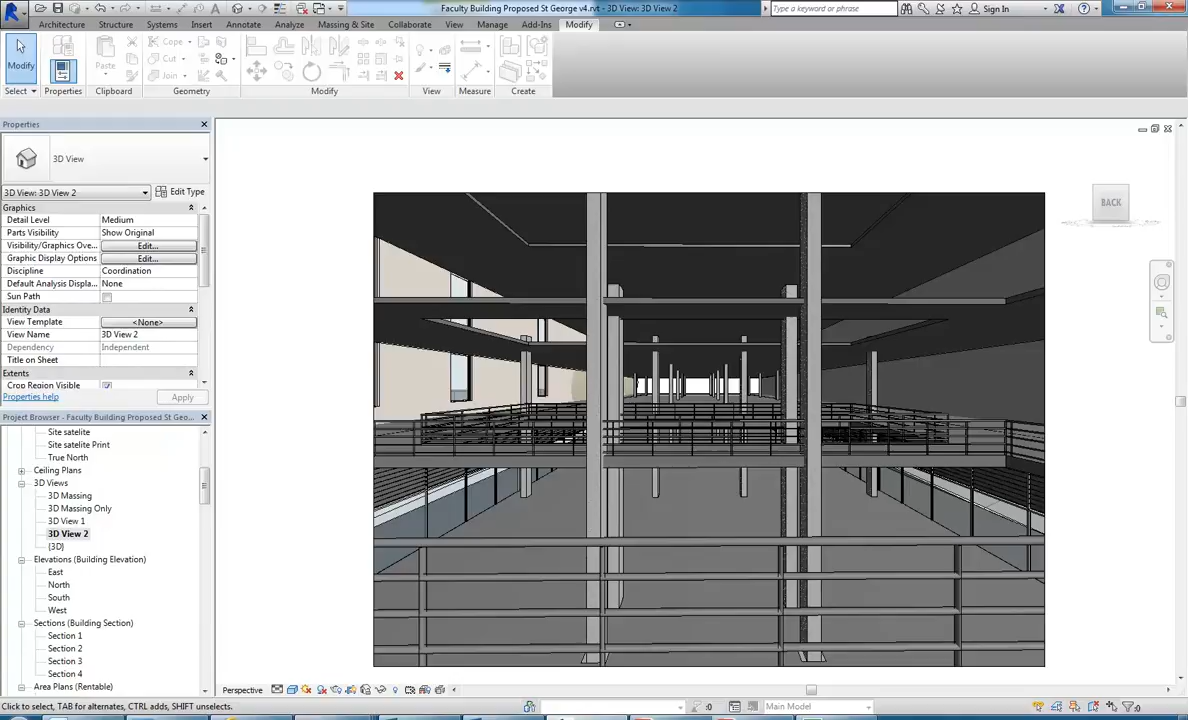 Faculty Building Proposed St George v4.rvt - 3D View: 3D View 2
Type a keyword or phrase
Sign In
Architecture Structure Systems Insert Annotate Analyze Massing & Site Collaborate View Manage Add-Ins Modify
Modify
Paste
Cope
Cut
Join
Select Properties Clipboard Geometry Modify View Measure Create
Properties
3D View
3D View: 3D View 2
Edit Type
Graphics
Detail Level Medium
Parts Visibility Show Original
Visibility/Graphics Ove... Edit...
Graphic Display Options Edit...
Discipline Coordination
Default Analysis Displa... None
Sun Path
Identity Data
View Template <None>
View Name 3D View 2
Dependency Independent
Title on Sheet
Extents
Crop Region Visible
Properties help
Apply
Project Browser - Faculty Building Proposed St Geo...
Site satelite
Site satelite Print
True North
Ceiling Plans
3D Views
3D Massing
3D Massing Only
3D View 1
3D View 2
{3D}
Elevations (Building Elevation)
East
North
South
West
Sections (Building Section)
Section 1
Section 2
Section 3
Section 4
Area Plans (Rentable)
BACK
Perspective
Click to select, TAB for alternates, CTRL adds, SHIFT unselects.
:0
Main Model
:0